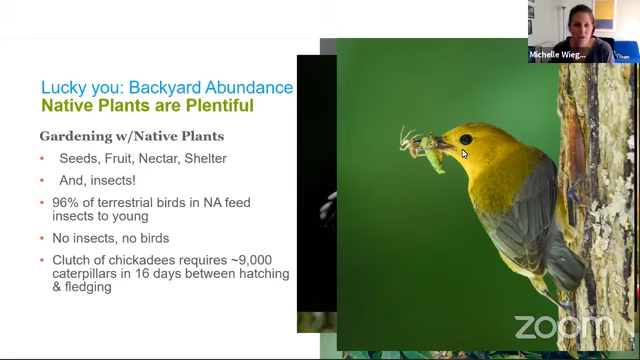 Michelle Wieg...
Lucky you: Backyard Abundance
Native Plants are Plentiful
Gardening w/Native Plants
• Seeds, Fruit, Nectar, Shelter
• And, insects!
• 96% of terrestrial birds in NA feed
insects to young
• No insects, no birds
• Clutch of chickadees requires ~9,000
caterpillars in 16 days between hatching
& fledging
zoom